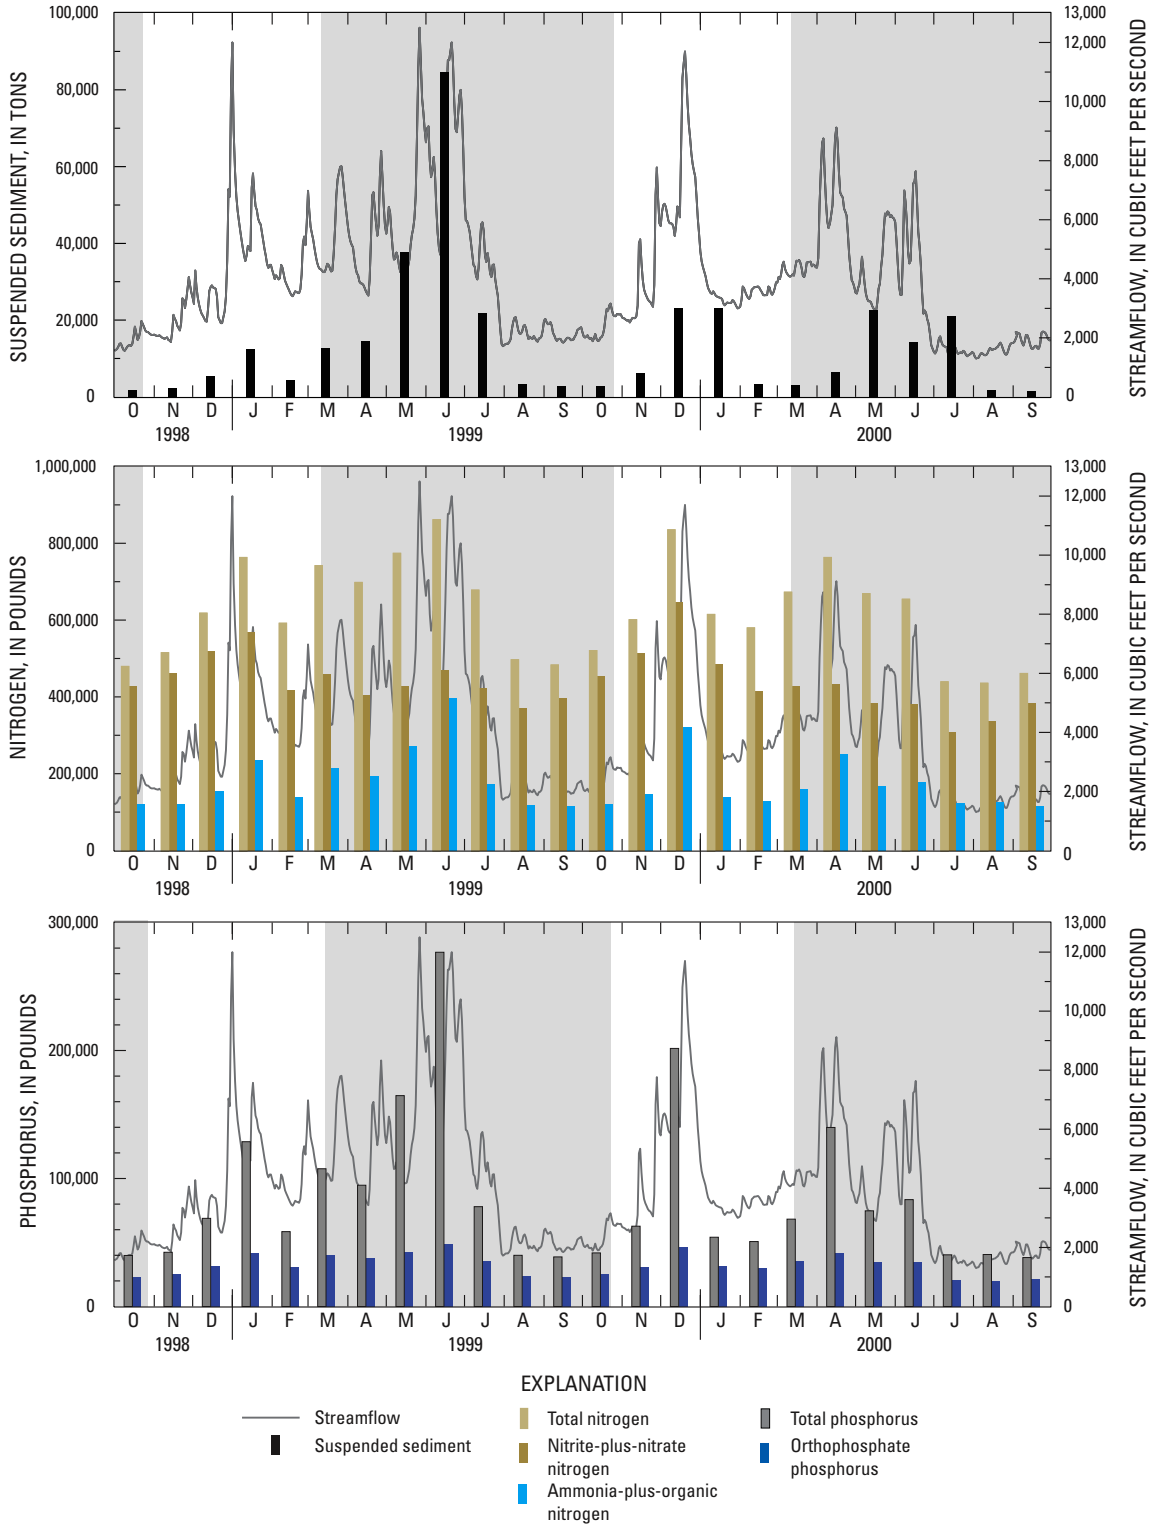 SUSPENDED SEDIMENT, IN TONS
100,000
80,000
60,000
40,000
20,000
0
13,000
12,000
10,000
8,000
6,000
4,000
2,000
0
STREAMFLOW, IN CUBIC FEET PER SECOND
O N D J F M A M J J A S O N D J F M A M J J A S
1998 1999 2000
NITROGEN, IN POUNDS
1,000,000
800,000
600,000
400,000
200,000
0
13,000
12,000
10,000
8,000
6,000
4,000
2,000
0
STREAMFLOW, IN CUBIC FEET PER SECOND
O N D J F M A M J J A S O N D J F M A M J J A S
1998 1999 2000
PHOSPHORUS, IN POUNDS
300,000
200,000
100,000
0
13,000
12,000
10,000
8,000
6,000
4,000
2,000
0
STREAMFLOW, IN CUBIC FEET PER SECOND
O N D J F M A M J J A S O N D J F M A M J J A S
1998 1999 2000
EXPLANATION
Streamflow
Suspended sediment
Total nitrogen
Nitrite-plus-nitrate
nitrogen
Ammonia-plus-organic
nitrogen
Total phosphorus
Orthophosphate
phosphorus